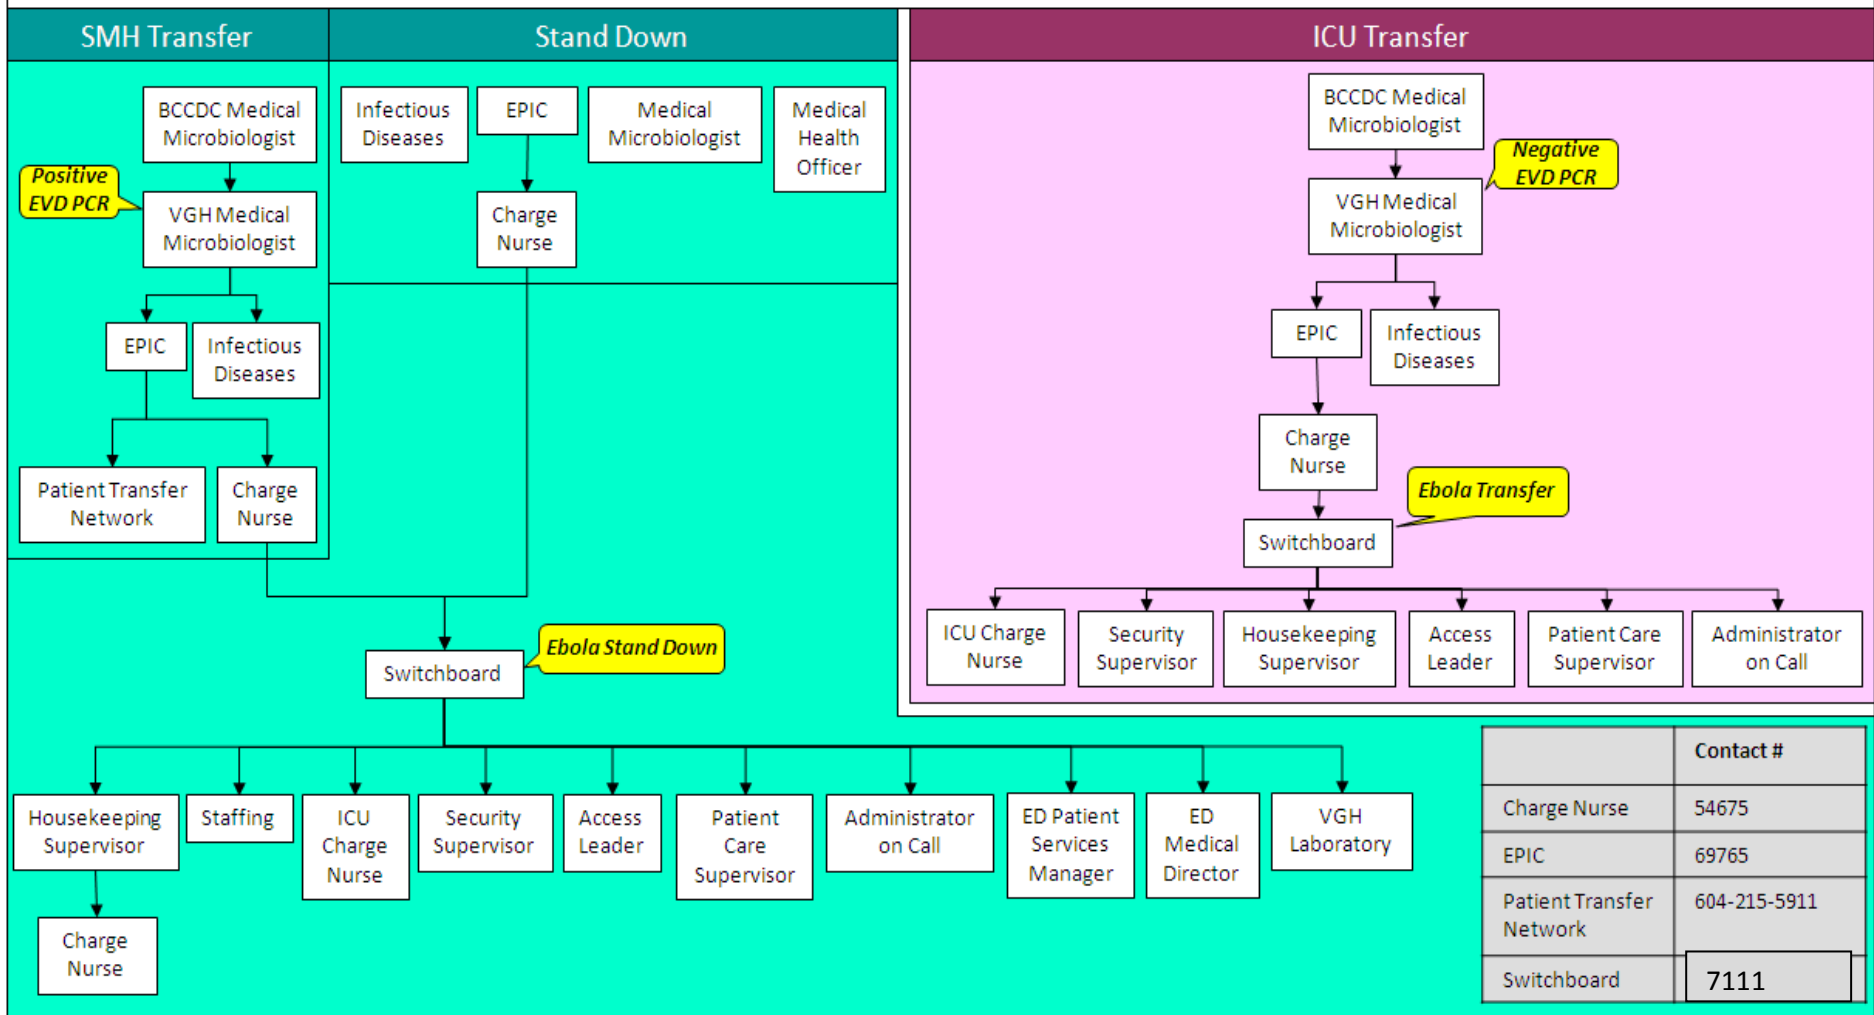 SMH Transfer
Stand Down
ICU Transfer
BCCDC Medical
Microbiologist
Positive
EVD PCR
VGH Medical
Microbiologist
EPIC
Infectious
Diseases
Patient Transfer
Network
Charge
Nurse
Infectious
Diseases
EPIC
Medical
Microbiologist
Medical
Health
Officer
Charge
Nurse
Switchboard
Ebola Stand Down
Housekeeping
Supervisor
Staffing
ICU
Charge
Nurse
Security
Supervisor
Access
Leader
Patient
Care
Supervisor
Administrator
on Call
ED Patient
Services
Manager
ED
Medical
Director
VGH
Laboratory
Charge
Nurse
BCCDC Medical
Microbiologist
Negative
EVD PCR
VGH Medical
Microbiologist
EPIC
Infectious
Diseases
Charge
Nurse
Ebola Transfer
Switchboard
ICU Charge
Nurse
Security
Supervisor
Housekeeping
Supervisor
Access
Leader
Patient Care
Supervisor
Administrator
on Call
Contact #
Charge Nurse 54675
EPIC 69765
Patient Transfer 604-215-5911
Network
Switchboard 7111